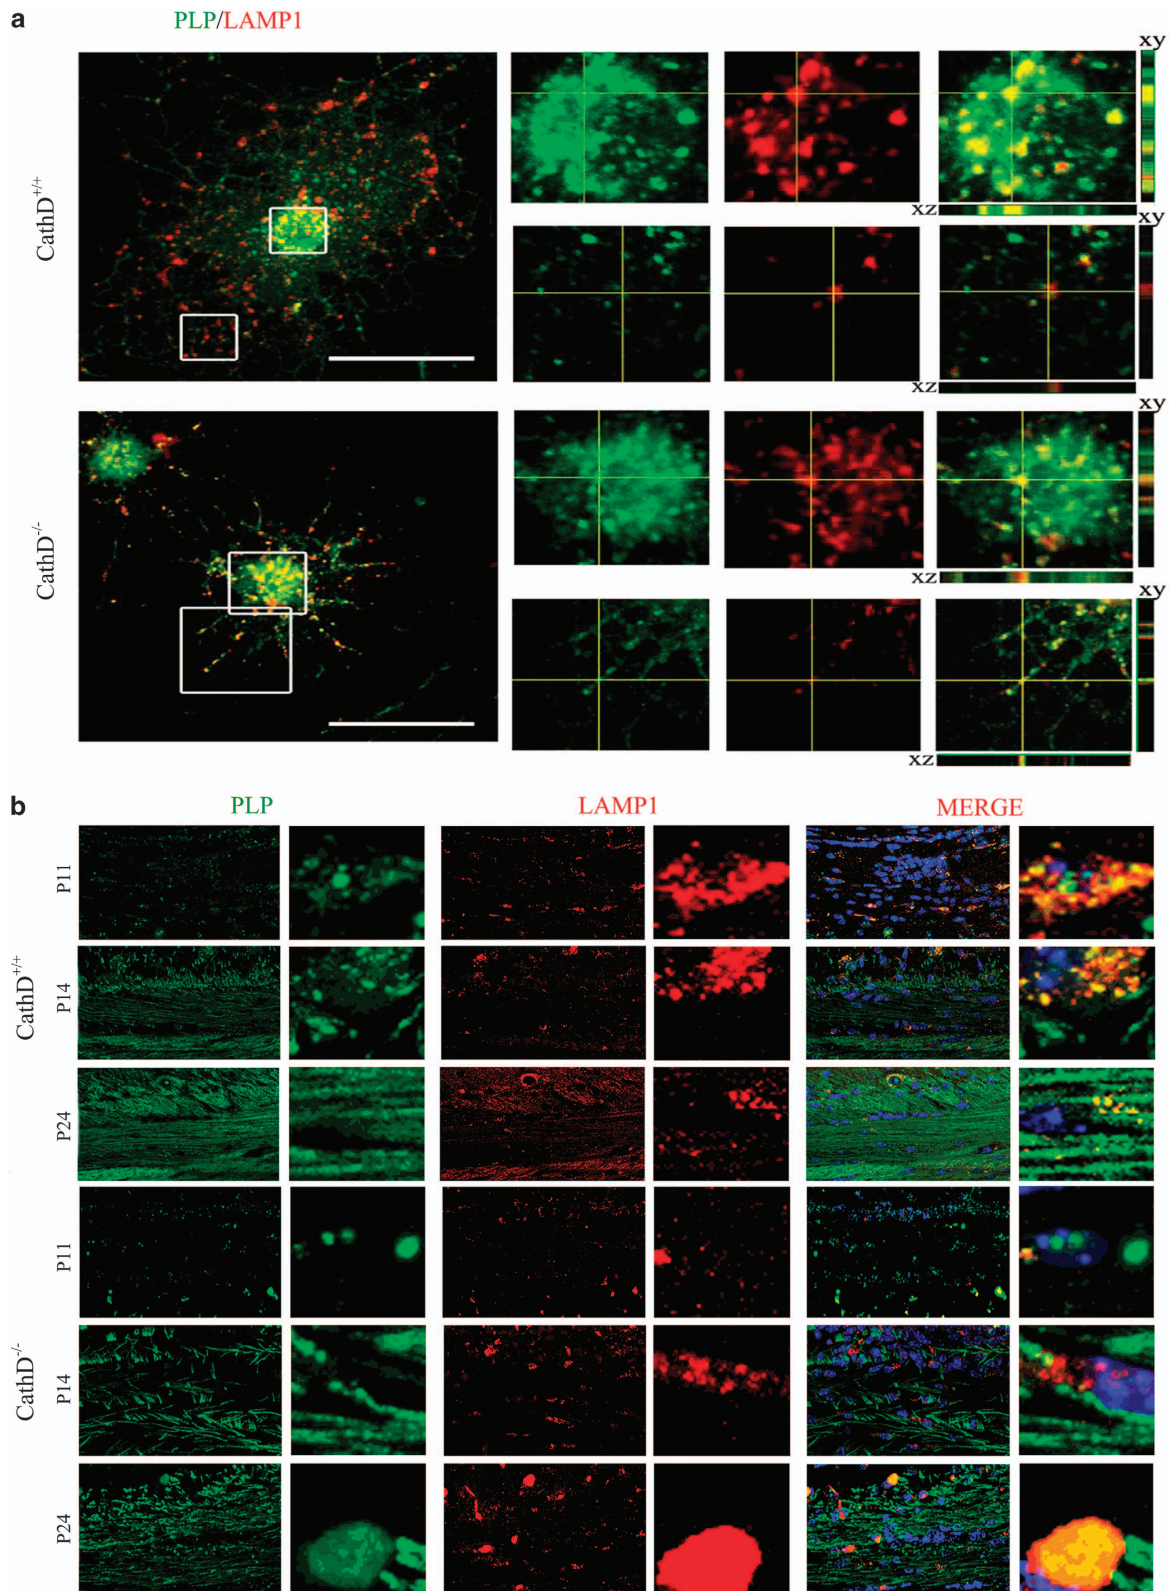 a
PLP/LAMP1
CathD+/+
xy
xz
xy
xz
CathD-/-
xy
xz
xy
xz
b
PLP LAMP1 MERGE
CathD+/+
P11
P14
P24
CathD-/-
P11
P14
P24